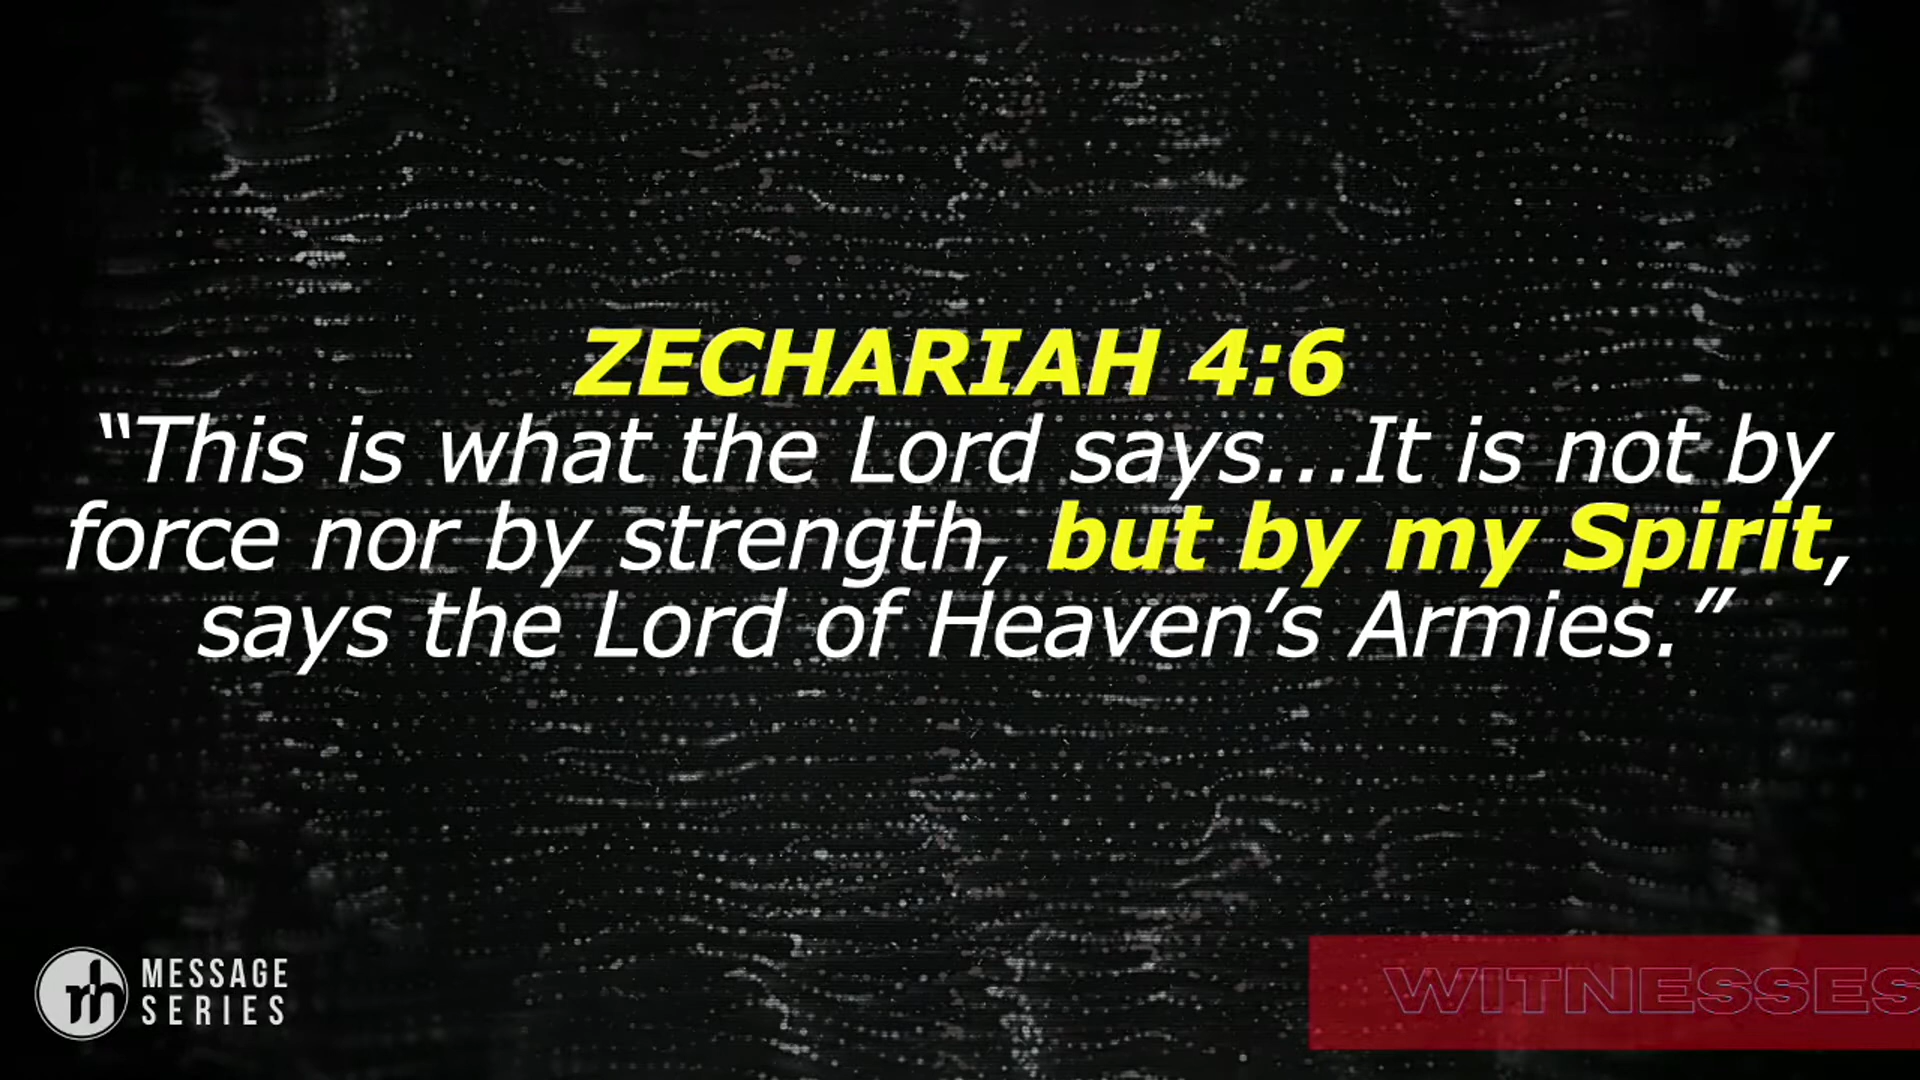 ZECHARIAH 4:6
“This is what the Lord says...It is not by
force nor by strength, but by my Spirit,
says the Lord of Heaven’s Armies.”
rh
MESSAGE
SERIES
WITNESSES